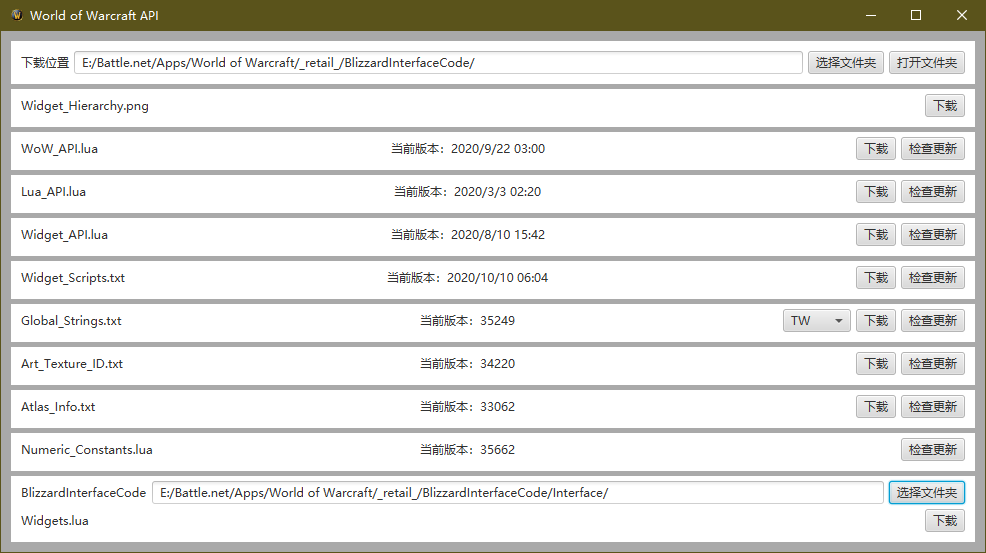 World of Warcraft API
下载位置 E:/Battle.net/Apps/World of Warcraft/_retail_/BlizzardInterfaceCode/ 选择文件夹 打开文件夹
Widget_Hierarchy.png 下载
WoW_API.lua 当前版本：2020/9/22 03:00 下载 检查更新
Lua_API.lua 当前版本：2020/3/3 02:20 下载 检查更新
Widget_API.lua 当前版本：2020/8/10 15:42 下载 检查更新
Widget_Scripts.txt 当前版本：2020/10/10 06:04 下载 检查更新
Global_Strings.txt 当前版本：35249 TW 下载 检查更新
Art_Texture_ID.txt 当前版本：34220 下载 检查更新
Atlas_Info.txt 当前版本：33062 下载 检查更新
Numeric_Constants.lua 当前版本：35662 检查更新
BlizzardInterfaceCode E:/Battle.net/Apps/World of Warcraft/_retail_/BlizzardInterfaceCode/Interface/ 选择文件夹
Widgets.lua 下载